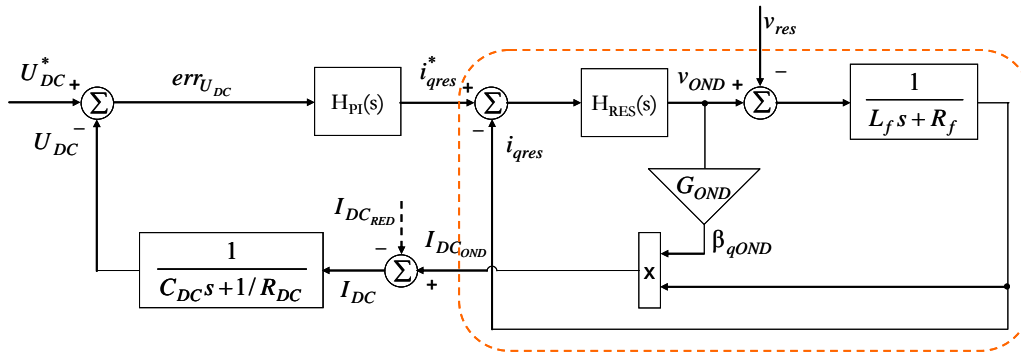 v_res
U*_DC + Σ err_U_DC H_PI(s) i*_qres + Σ H_RES(s) v_OND + Σ − 1 / (L_f s + R_f)
U_DC −
− i_qres
G_OND
I_DC_RED
β_qOND
1 / (C_DC s + 1/R_DC) − Σ I_DC_OND + x
I_DC